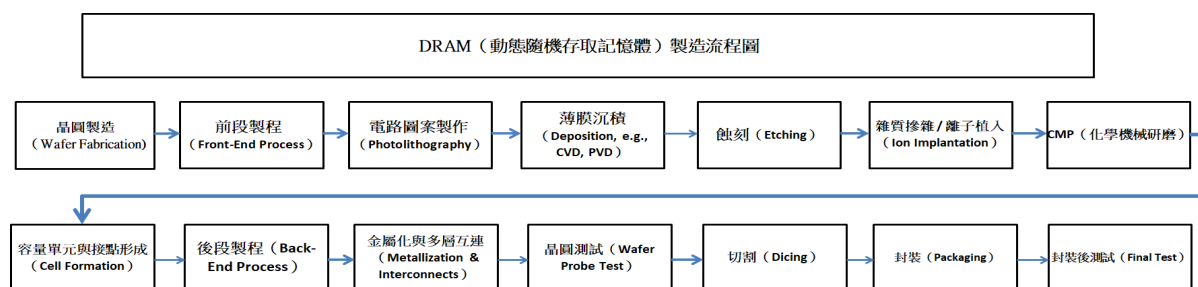 DRAM（動態隨機存取記憶體）製造流程圖
晶圓製造
（Wafer Fabrication)
前段製程
（Front-End Process）
電路圖案製作
（Photolithography）
薄膜沉積
（Deposition, e.g.,
CVD, PVD）
蝕刻（Etching）
雜質摻雜 / 離子植入
（Ion Implantation）
CMP（化學機械研磨）
容量單元與接點形成
（Cell Formation）
後段製程（Back-
End Process）
金屬化與多層互連
（Metallization &
Interconnects）
晶圓測試（Wafer
Probe Test）
切割（Dicing）
封裝（Packaging）
封裝後測試（Final Test）